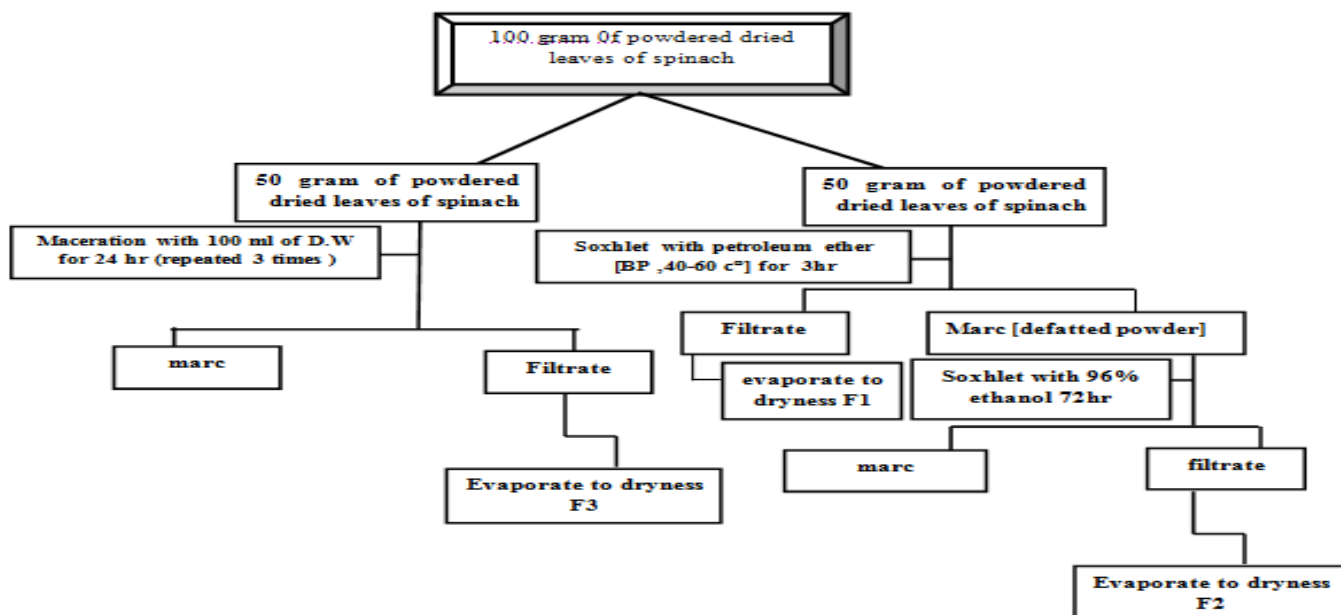 100 gram 0f powdered dried
leaves of spinach
50 gram of powdered
dried leaves of spinach
50 gram of powdered
dried leaves of spinach
Maceration with 100 ml of D.W
for 24 hr (repeated 3 times )
Soxhlet with petroleum ether
[BP ,40-60 c°] for 3hr
marc
Filtrate
Filtrate
Marc [defatted powder]
evaporate to
dryness F1
Soxhlet with 96%
ethanol 72hr
Evaporate to dryness
F3
marc
filtrate
Evaporate to dryness
F2